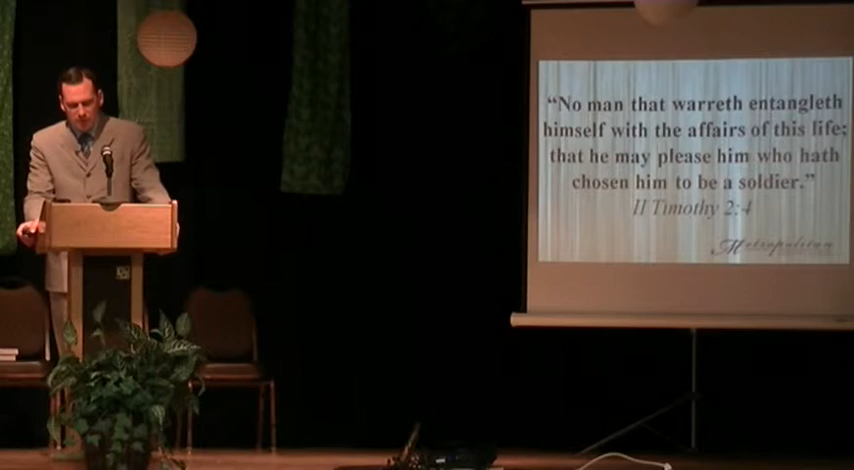 “No man that warreth entangleth
himself with the affairs of this life;
that he may please him who hath
chosen him to be a soldier.”
II Timothy 2:4
Metropolitan